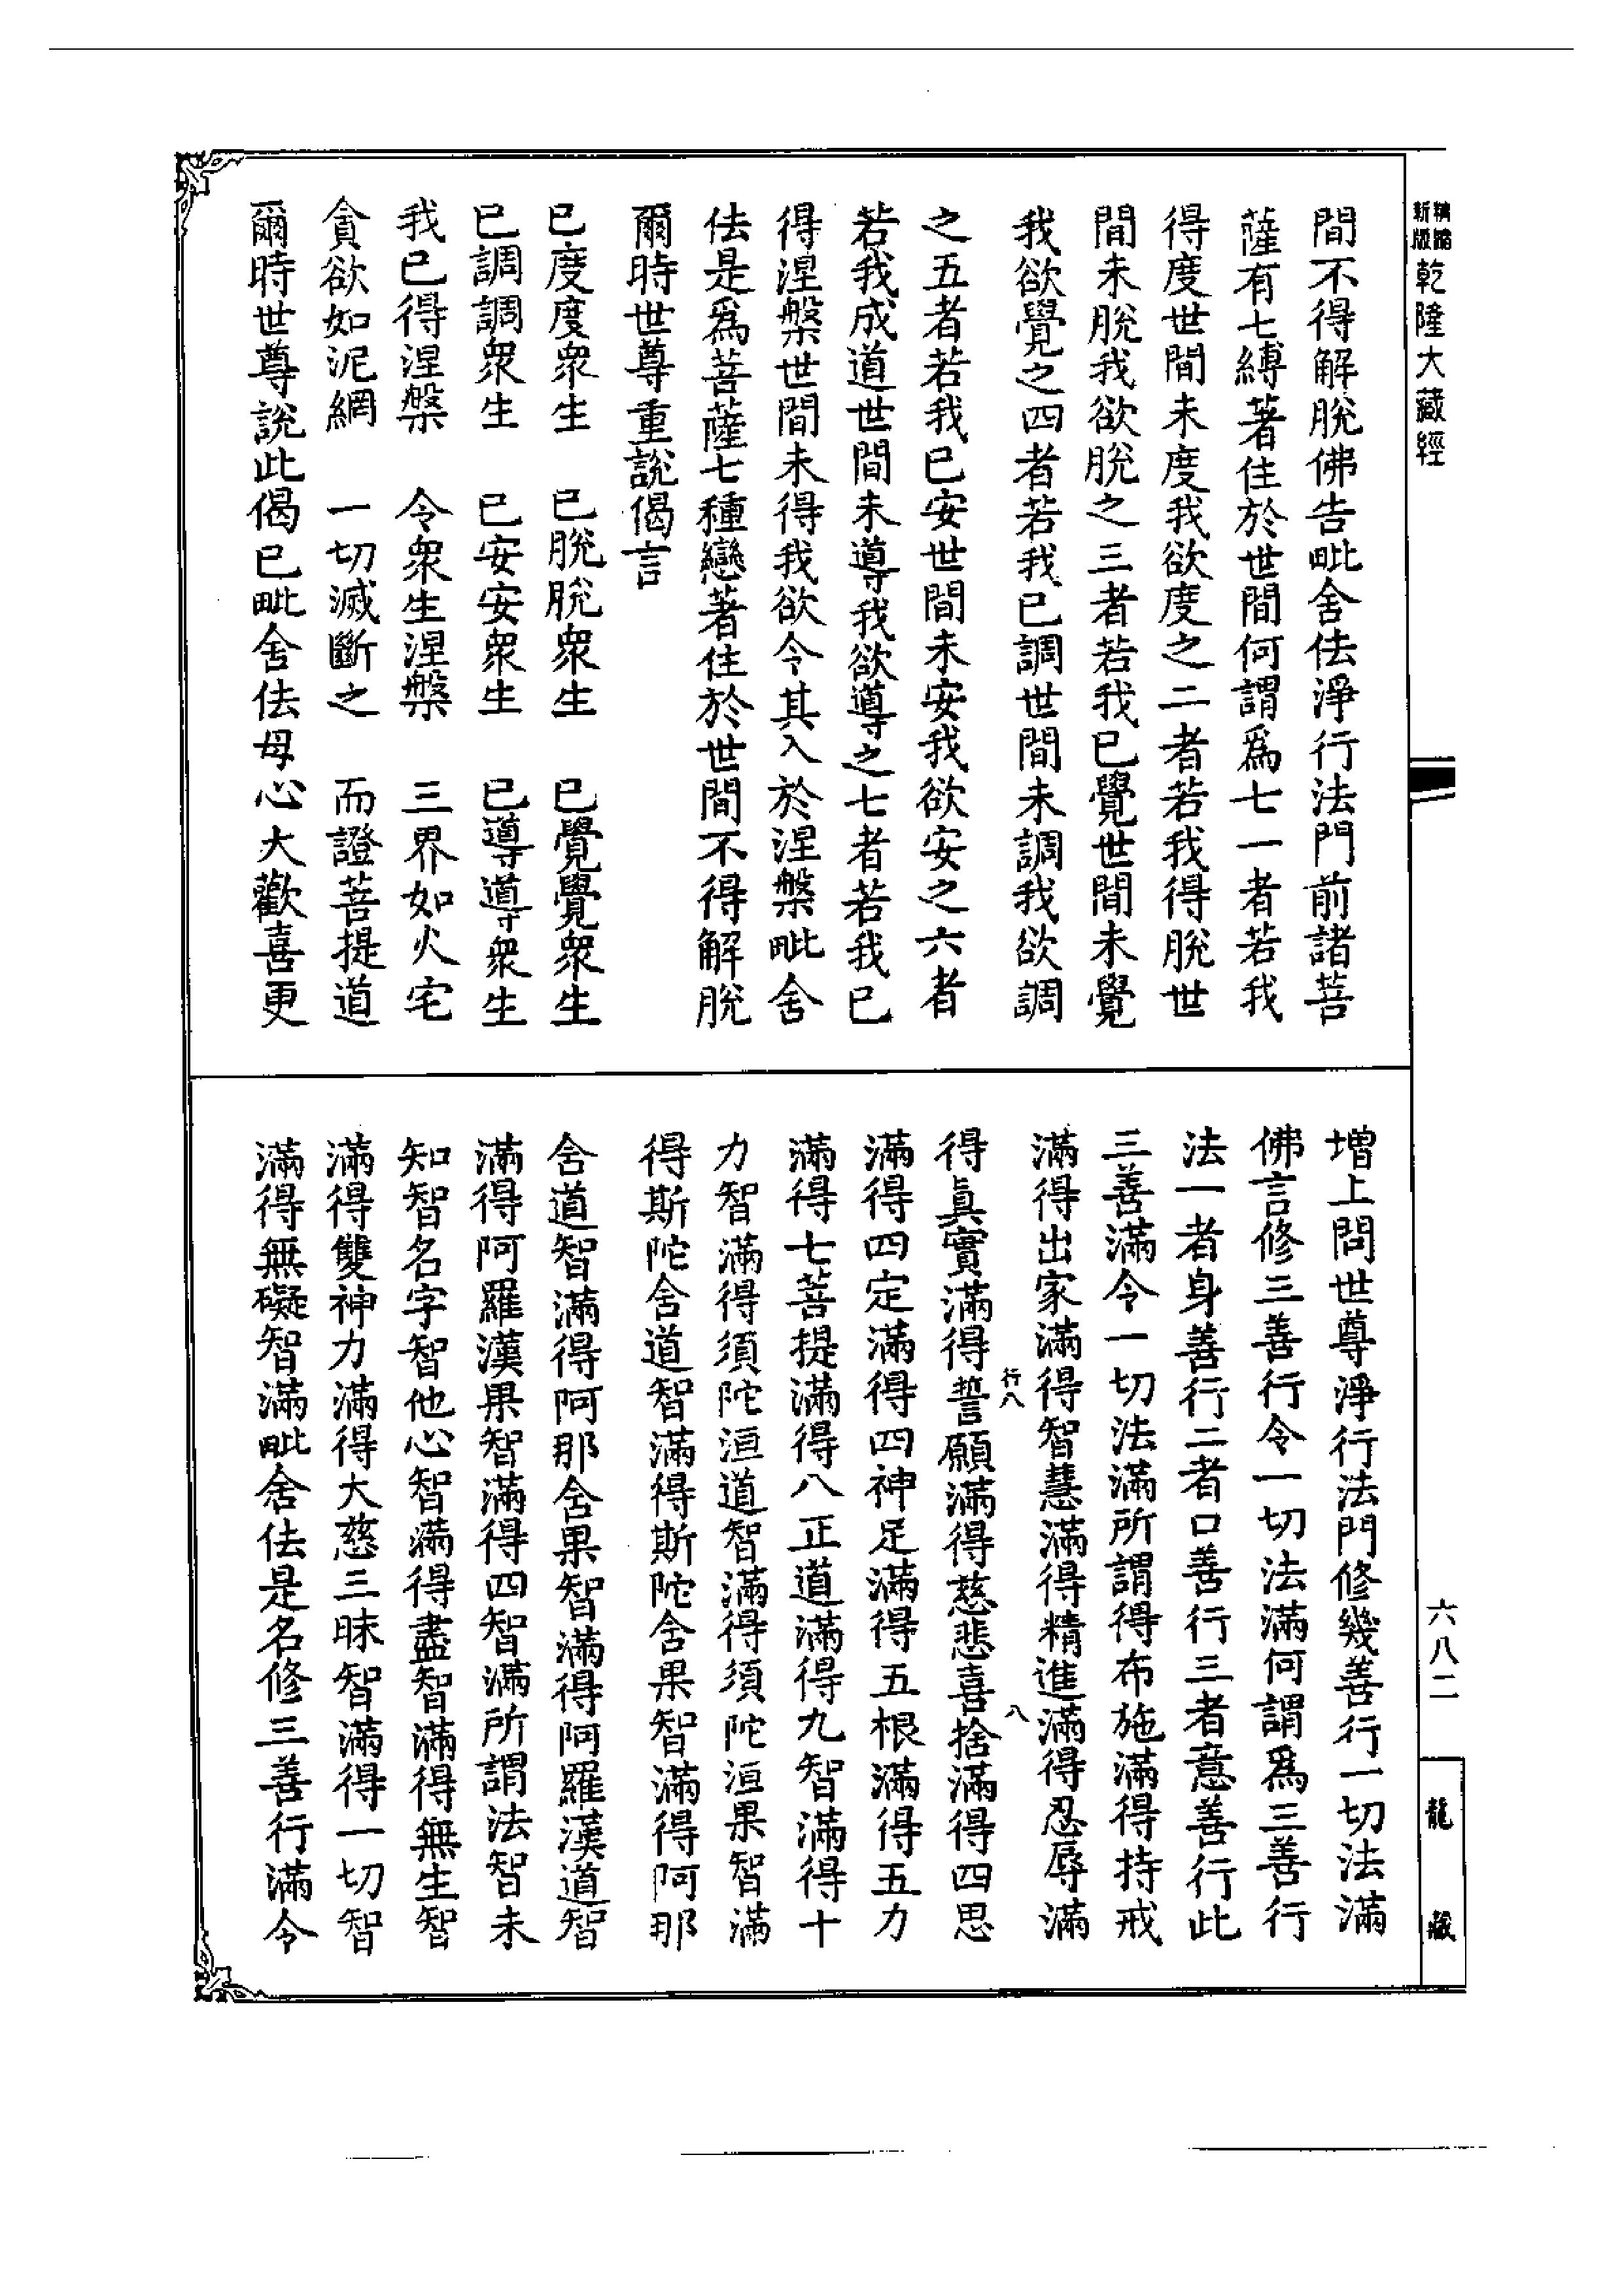 精縮新版乾隆大藏經
六八二
龍藏
間不得解脫佛告毗舍佉淨行法門前諸菩
薩有七縛著住於世間何謂爲七一者若我
得度世間未度我欲度之二者若我得脫世
間未脫我欲脫之三者若我已覺世間未覺
我欲覺之四者若我已調世間未調我欲調
之五者若我已安世間未安我欲安之六者
若我成道世間未導我欲導之七者若我已
得涅槃世間未得我欲令其入於涅槃毗舍
佉是爲菩薩七種戀著住於世間不得解脫
爾時世尊重說偈言
已度度眾生　已脫脫眾生　已覺覺眾生
已調調眾生　已安安眾生　已導導眾生
我已得涅槃　令眾生涅槃　三界如火宅
貪欲如泥網　一切滅斷之　而證菩提道
爾時世尊說此偈已毗舍佉母心大歡喜更
增上問世尊淨行法門修幾善行一切法滿
佛言修三善行令一切法滿何謂爲三善行
法一者身善行二者口善行三者意善行此
三善滿令一切法滿所謂得布施滿得持戒
滿得出家滿得智慧滿得精進滿得忍辱滿
行八
八
得眞實滿得誓願滿得慈悲喜捨滿得四思
滿得四定滿得四神足滿得五根滿得五力
滿得七菩提滿得八正道滿得九智滿得十
力智滿得須陀洹道智滿得須陀洹果智滿
得斯陀舍道智滿得斯陀舍果智滿得阿那
舍道智滿得阿那舍果智滿得阿羅漢道智
滿得阿羅漢果智滿得四智滿所謂法智未
知智名字智他心智滿得盡智滿得無生智
滿得雙神力滿得大慈三昧智滿得一切智
滿得無礙智滿毗舍佉是名修三善行滿令